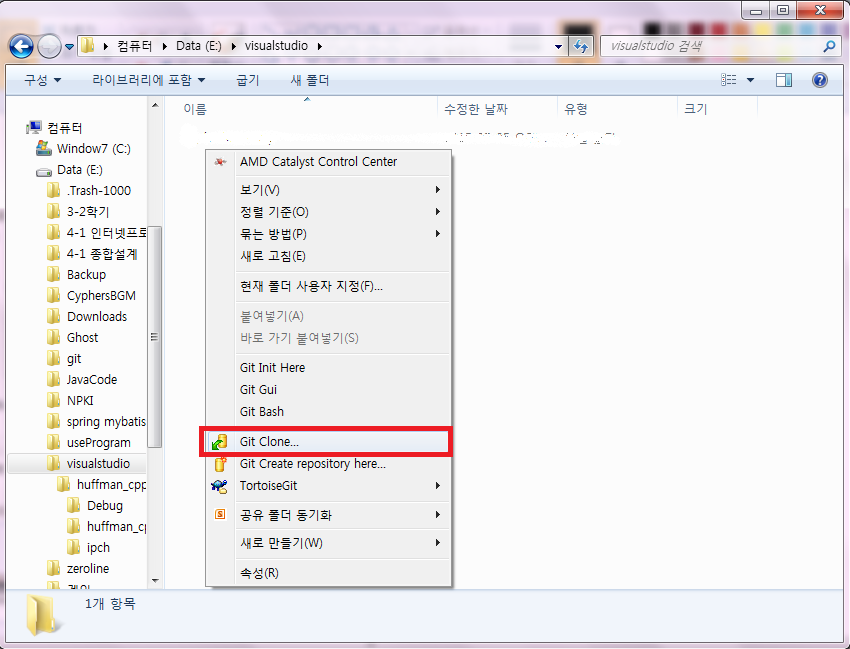 컴퓨터 Data (E:) visualstudio
visualstudio 검색
구성 라이브러리에 포함 굽기 새 폴더
이름 수정한 날짜 유형 크기
컴퓨터
Window7 (C:)
Data (E:)
.Trash-1000
3-2학기
4-1 인터넷프로
4-1 종합설계
Backup
CyphersBGM
Downloads
Ghost
git
JavaCode
NPKI
spring mybatis
useProgram
visualstudio
huffman_cpp
Debug
huffman_cp
ipch
zeroline
AMD Catalyst Control Center
보기(V)
정렬 기준(O)
묶는 방법(P)
새로 고침(E)
현재 폴더 사용자 지정(F)...
붙여넣기(A)
바로 가기 붙여넣기(S)
Git Init Here
Git Gui
Git Bash
Git Clone...
Git Create repository here...
TortoiseGit
공유 폴더 동기화
새로 만들기(W)
속성(R)
1개 항목